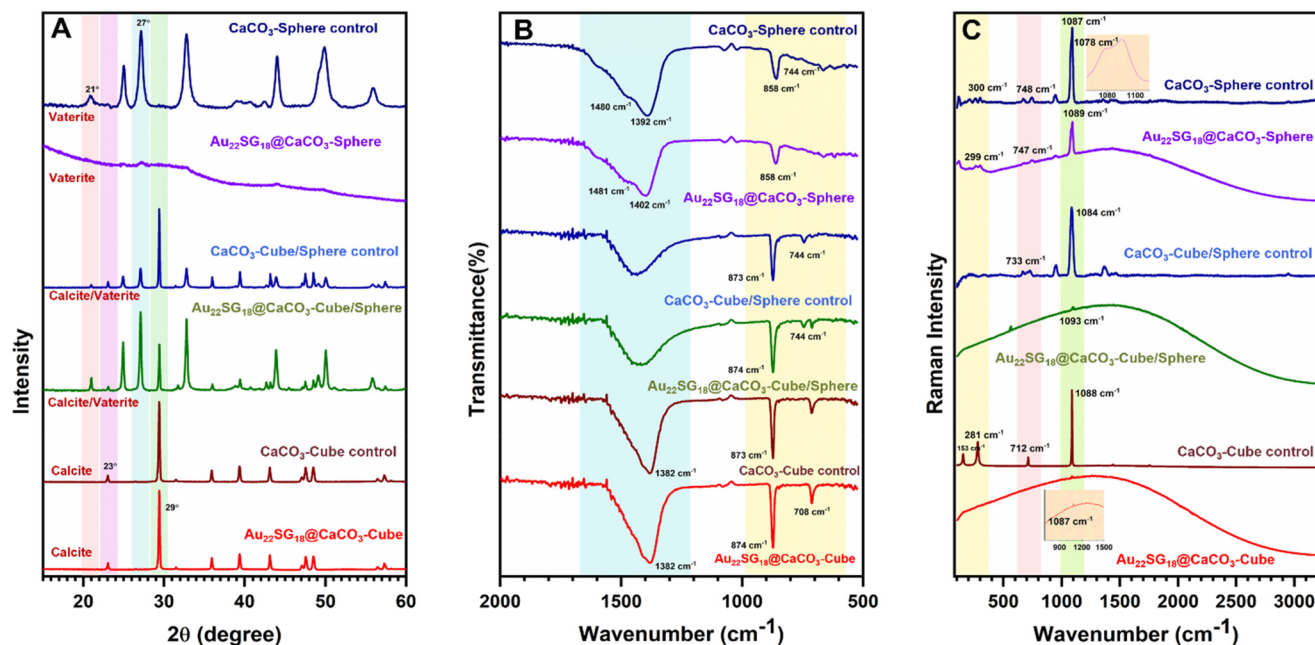 A
27°
CaCO₃-Sphere control
21°
Vaterite
Au₂₂SG₁₈@CaCO₃-Sphere
Vaterite
CaCO₃-Cube/Sphere control
Calcite/Vaterite
Au₂₂SG₁₈@CaCO₃-Cube/Sphere
Calcite/Vaterite
CaCO₃-Cube control
Calcite
23°
29°
Au₂₂SG₁₈@CaCO₃-Cube
Calcite
Intensity
20 30 40 50 60
2θ (degree)
B
CaCO₃-Sphere control
744 cm⁻¹
858 cm⁻¹
1480 cm⁻¹
1392 cm⁻¹
858 cm⁻¹
1481 cm⁻¹
1402 cm⁻¹
Au₂₂SG₁₈@CaCO₃-Sphere
744 cm⁻¹
873 cm⁻¹
CaCO₃-Cube/Sphere control
744 cm⁻¹
874 cm⁻¹
Au₂₂SG₁₈@CaCO₃-Cube/Sphere
873 cm⁻¹
1382 cm⁻¹
CaCO₃-Cube control
708 cm⁻¹
874 cm⁻¹
1382 cm⁻¹
Au₂₂SG₁₈@CaCO₃-Cube
Transmittance(%)
2000 1500 1000 500
Wavenumber (cm⁻¹)
C
1087 cm⁻¹
1078 cm⁻¹
1080 1100
300 cm⁻¹
748 cm⁻¹
CaCO₃-Sphere control
1089 cm⁻¹
Au₂₂SG₁₈@CaCO₃-Sphere
299 cm⁻¹
747 cm⁻¹
1084 cm⁻¹
CaCO₃-Cube/Sphere control
733 cm⁻¹
1093 cm⁻¹
Au₂₂SG₁₈@CaCO₃-Cube/Sphere
1088 cm⁻¹
281 cm⁻¹
153 cm⁻¹
712 cm⁻¹
CaCO₃-Cube control
1087 cm⁻¹
900 1200 1500
Au₂₂SG₁₈@CaCO₃-Cube
Raman Intensity
500 1000 1500 2000 2500 3000
Wavenumber (cm⁻¹)